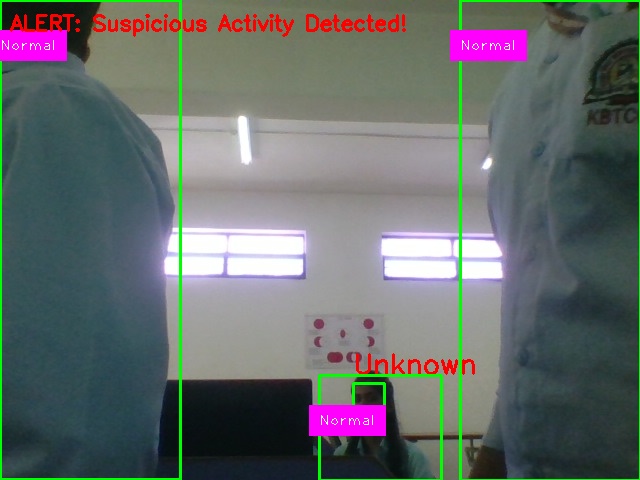 ALERT: Suspicious Activity Detected!
Normal
Normal
KBTC
Unknown
Normal